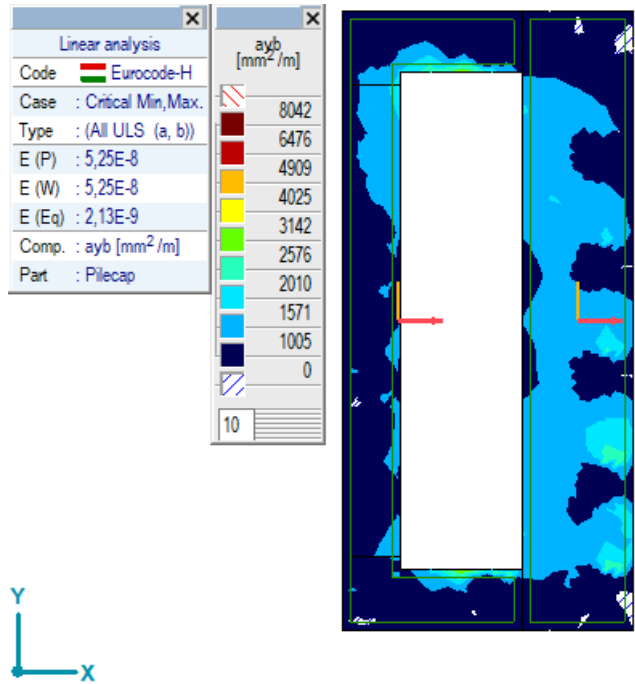 Linear analysis
Code Eurocode-H
Case : Critical Min,Max.
Type : (All ULS (a, b))
E (P) : 5,25E-8
E (W) : 5,25E-8
E (Eq) : 2,13E-9
Comp. : ayb [mm²/m]
Part : Pilecap
ayb
[mm²/m]
8042
6476
4909
4025
3142
2576
2010
1571
1005
0
10
Y
X